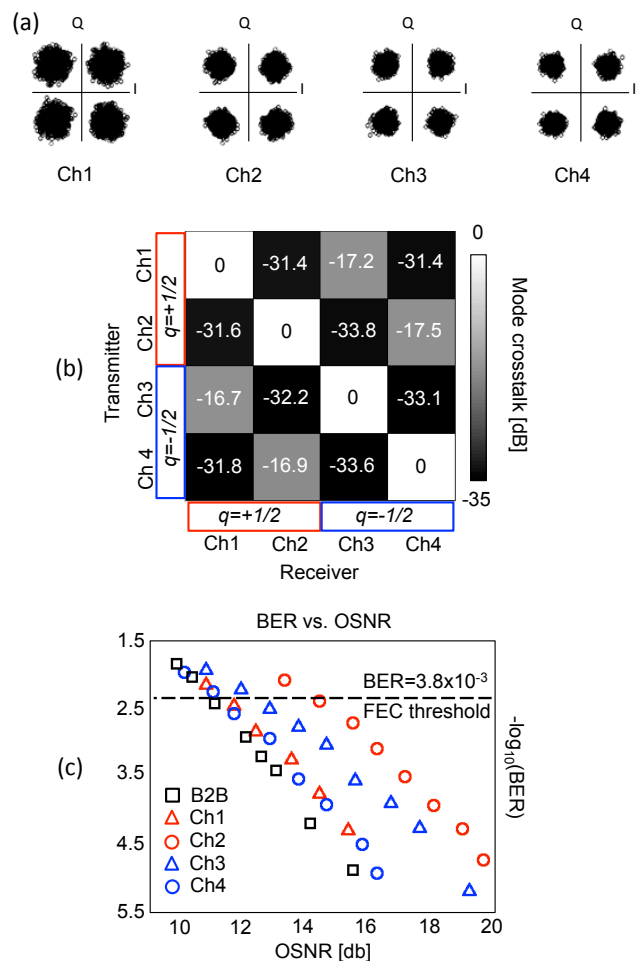 (a)
Q Q Q Q
I I I I
Ch1 Ch2 Ch3 Ch4
(b)
Transmitter
Ch1
Ch2
q=+1/2
Ch3
Ch 4
q=-1/2
0 -31.4 -17.2 -31.4
-31.6 0 -33.8 -17.5
-16.7 -32.2 0 -33.1
-31.8 -16.9 -33.6 0
q=+1/2 q=-1/2
Ch1 Ch2 Ch3 Ch4
Receiver
0
Mode crosstalk [dB]
-35
(c)
BER vs. OSNR
1.5
2.5
3.5
4.5
5.5
BER=3.8x10-3
FEC threshold
B2B
Ch1
Ch2
Ch3
Ch4
-log10(BER)
10 12 14 16 18 20
OSNR [db]